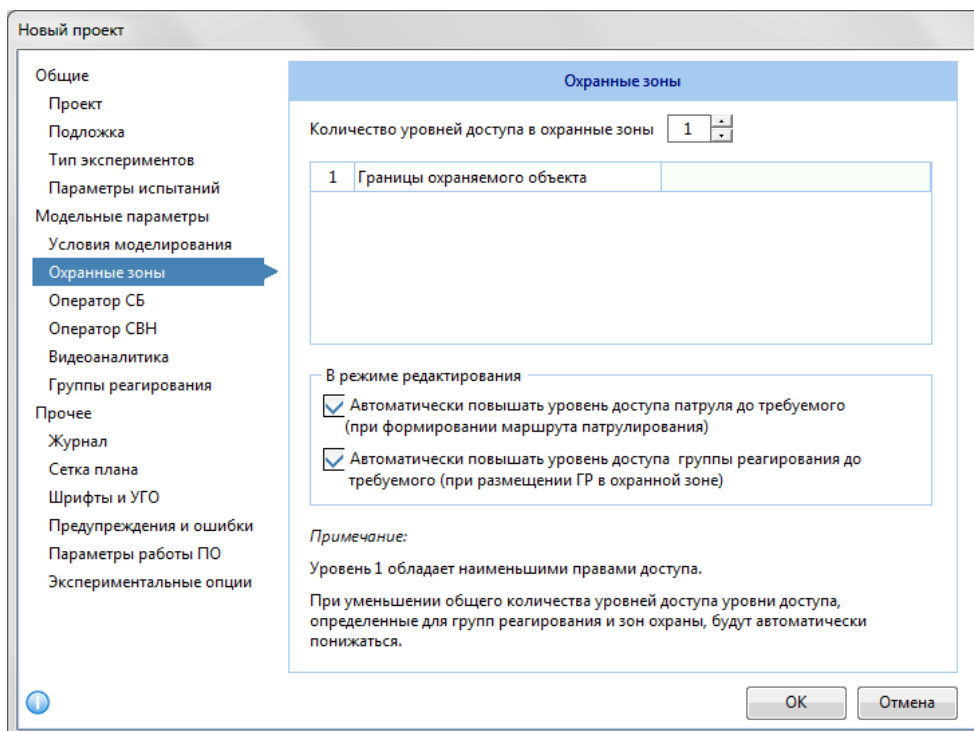 Новый проект
Общие
Проект
Подложка
Тип экспериментов
Параметры испытаний
Модельные параметры
Условия моделирования
Охранные зоны
Оператор СБ
Оператор СВН
Видеоаналитика
Группы реагирования
Прочее
Журнал
Сетка плана
Шрифты и УГО
Предупреждения и ошибки
Параметры работы ПО
Экспериментальные опции
Охранные зоны
Количество уровней доступа в охранные зоны 1
1 Границы охраняемого объекта
В режиме редактирования
Автоматически повышать уровень доступа патруля до требуемого
(при формировании маршрута патрулирования)
Автоматически повышать уровень доступа группы реагирования до
требуемого (при размещении ГР в охранной зоне)
Примечание:
Уровень 1 обладает наименьшими правами доступа.
При уменьшении общего количества уровней доступа уровни доступа,
определенные для групп реагирования и зон охраны, будут автоматически
понижаться.
OK Отмена